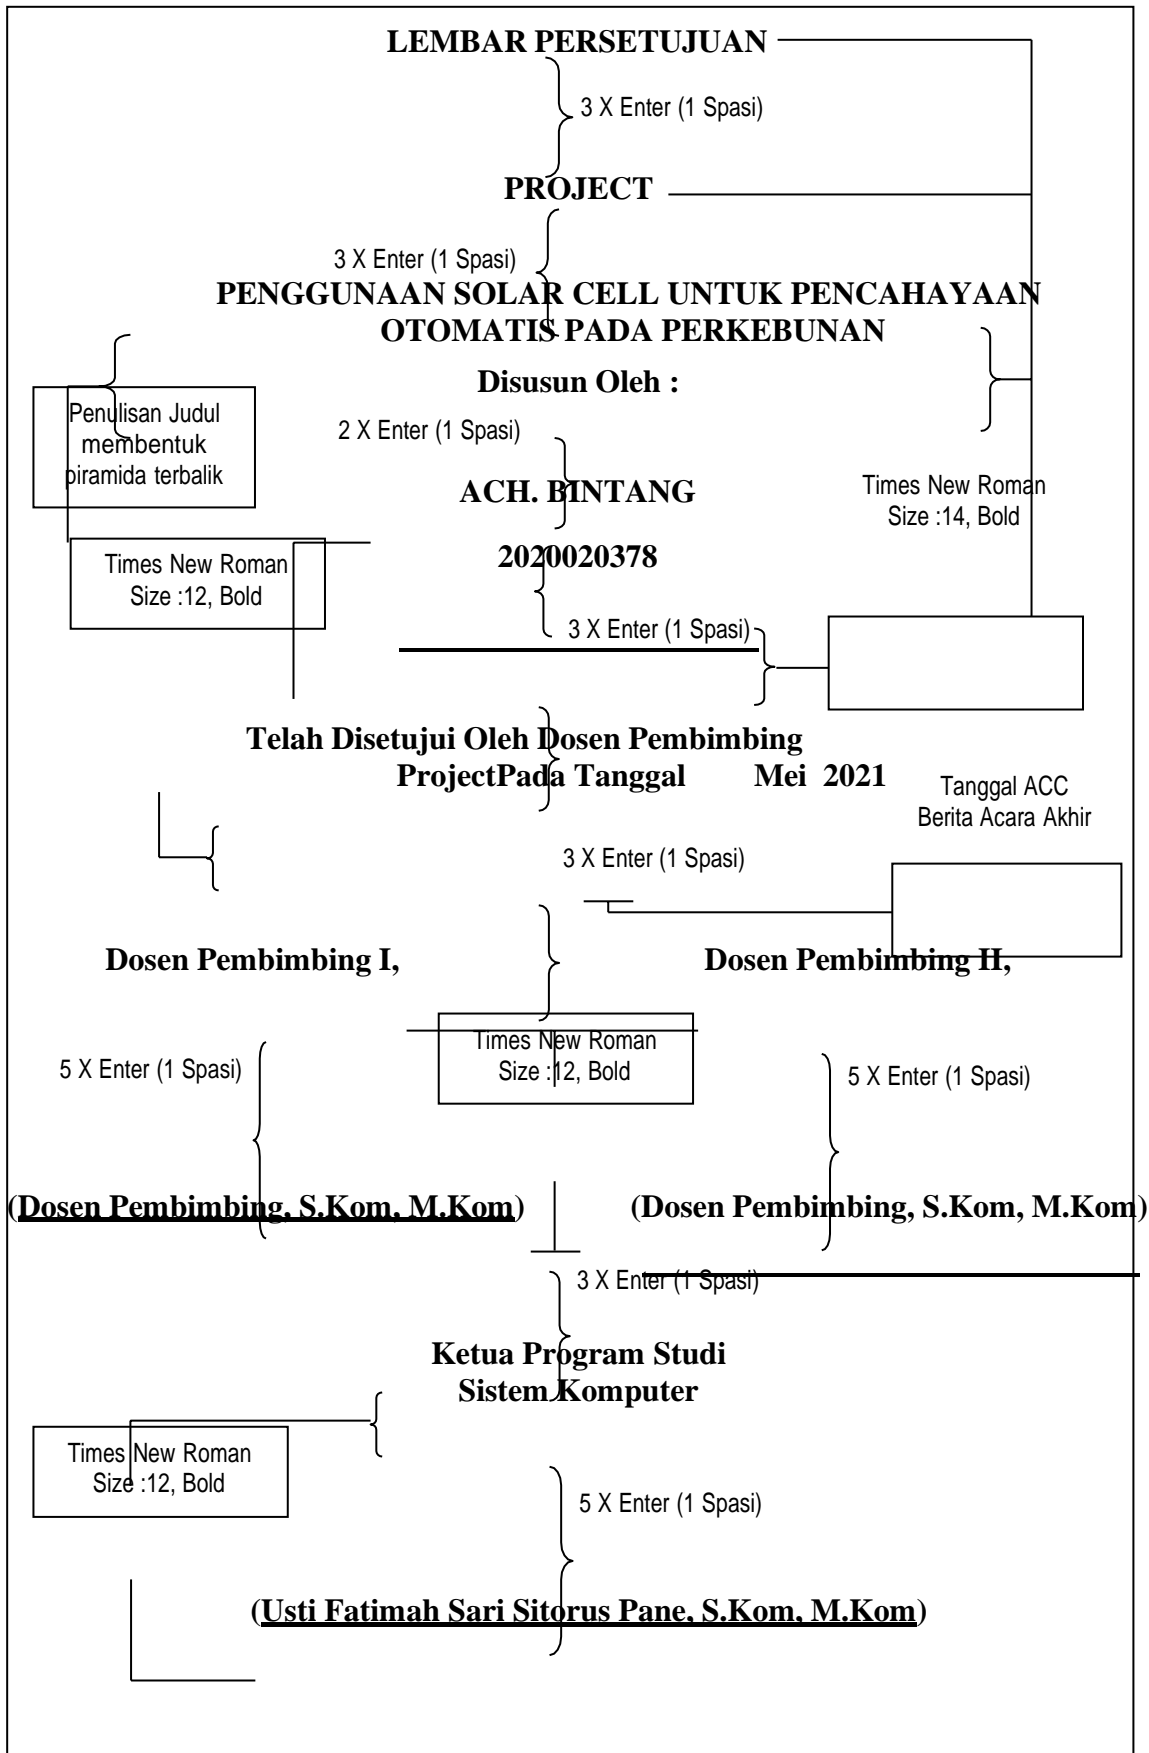 LEMBAR PERSETUJUAN
3 X Enter (1 Spasi)
PROJECT
3 X Enter (1 Spasi)
PENGGUNAAN SOLAR CELL UNTUK PENCAHAYAAN
OTOMATIS PADA PERKEBUNAN
Disusun Oleh :
Penulisan Judul
membentuk
piramida terbalik
2 X Enter (1 Spasi)
ACH. BINTANG
Times New Roman
Size :14, Bold
2020020378
Times New Roman
Size :12, Bold
3 X Enter (1 Spasi)
Telah Disetujui Oleh Dosen Pembimbing
ProjectPada Tanggal Mei 2021
Tanggal ACC
Berita Acara Akhir
3 X Enter (1 Spasi)
Dosen Pembimbing I, Dosen Pembimbing II,
Times New Roman
Size :12, Bold
5 X Enter (1 Spasi)
5 X Enter (1 Spasi)
(Dosen Pembimbing, S.Kom, M.Kom) (Dosen Pembimbing, S.Kom, M.Kom)
3 X Enter (1 Spasi)
Ketua Program Studi
Sistem Komputer
Times New Roman
Size :12, Bold
5 X Enter (1 Spasi)
(Usti Fatimah Sari Sitorus Pane, S.Kom, M.Kom)